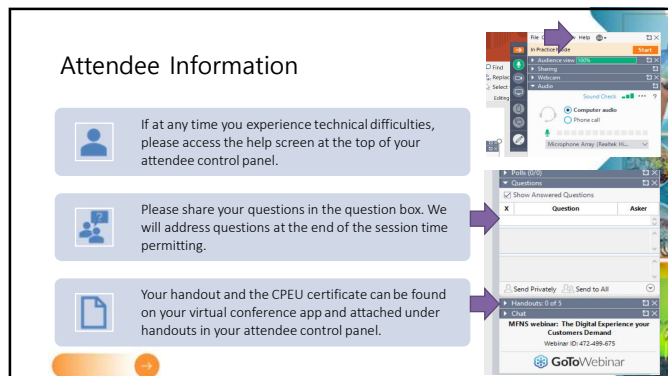 Attendee Information
If at any time you experience technical difficulties,
please access the help screen at the top of your
attendee control panel.
Please share your questions in the question box. We
will address questions at the end of the session time
permitting.
Your handout and the CPEU certificate can be found
on your virtual conference app and attached under
handouts in your attendee control panel.
File
Help
Start
Audience view 100%
Sharing
Webcam
Audio
Sound Check
?
Computer audio
Phone call
Microphone Array (Realtek Hi...
Find
Replac
Select
Editing
Polls (0/0)
Questions
Show Answered Questions
X Question Asker
Send Privately Send to All
Handouts: 0 of 5
Chat
MFNS webinar: The Digital Experience your
Customers Demand
Webinar ID: 472-499-675
GoToWebinar